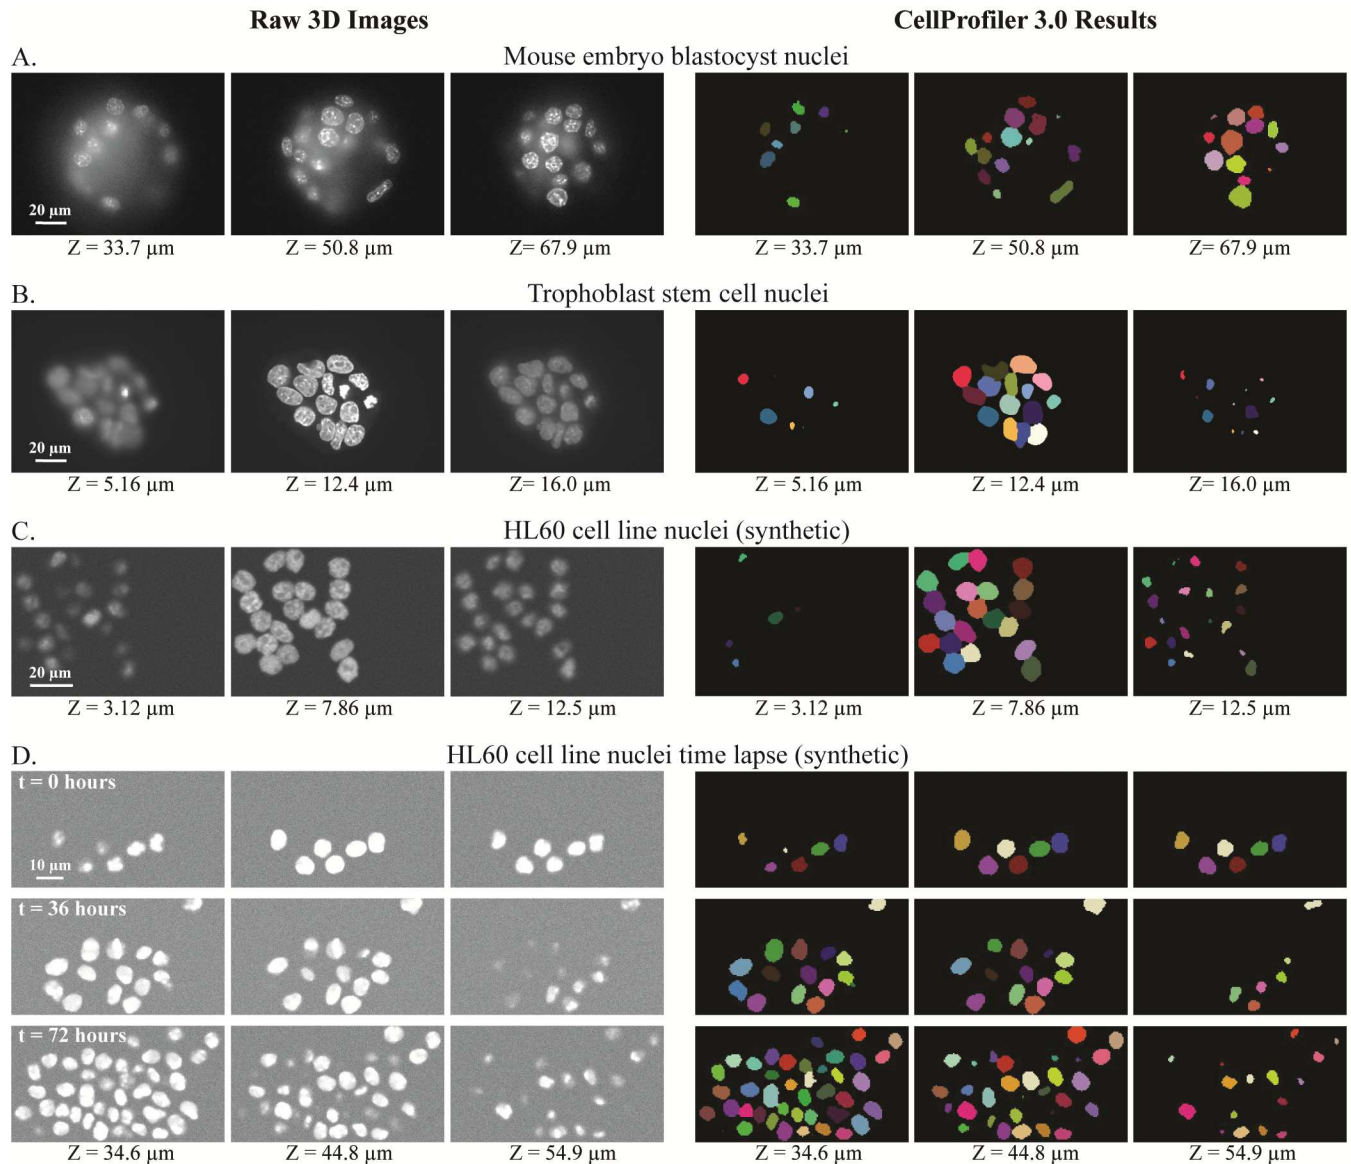 Raw 3D Images CellProfiler 3.0 Results
A. Mouse embryo blastocyst nuclei
20 µm
Z = 33.7 µm Z = 50.8 µm Z= 67.9 µm Z = 33.7 µm Z = 50.8 µm Z= 67.9 µm
B. Trophoblast stem cell nuclei
20 µm
Z = 5.16 µm Z = 12.4 µm Z = 16.0 µm Z = 5.16 µm Z = 12.4 µm Z = 16.0 µm
C. HL60 cell line nuclei (synthetic)
20 µm
Z = 3.12 µm Z = 7.86 µm Z = 12.5 µm Z = 3.12 µm Z = 7.86 µm Z = 12.5 µm
D. HL60 cell line nuclei time lapse (synthetic)
t = 0 hours
10 µm
t = 36 hours
t = 72 hours
Z = 34.6 µm Z = 44.8 µm Z = 54.9 µm Z = 34.6 µm Z = 44.8 µm Z = 54.9 µm